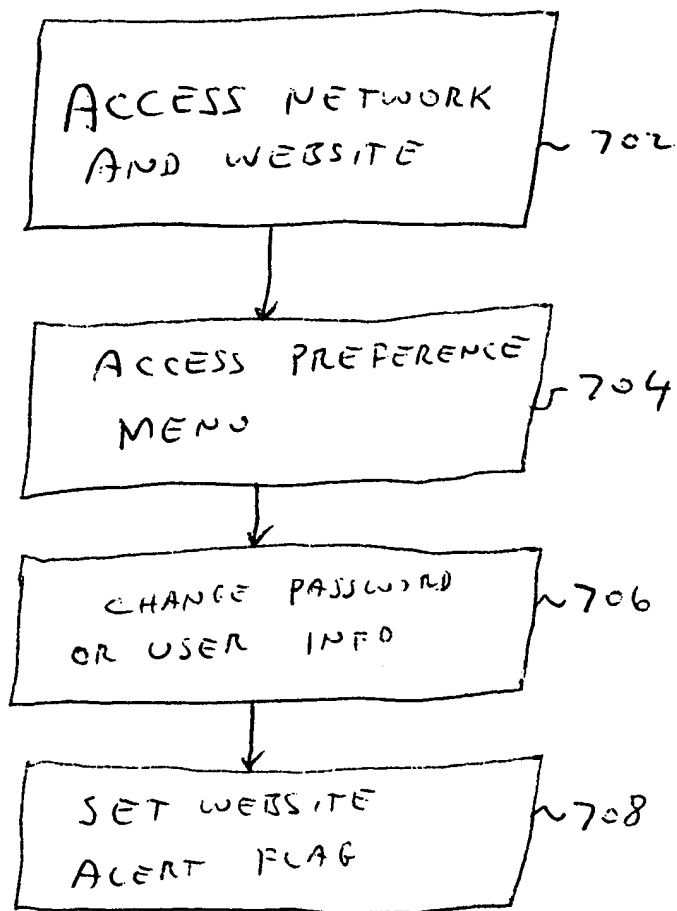 ACCESS NETWORK
AND WEBSITE
702
ACCESS PREFERENCE
MENU
704
CHANGE PASSWORD
OR USER INFO
706
SET WEBSITE
ALERT FLAG
708